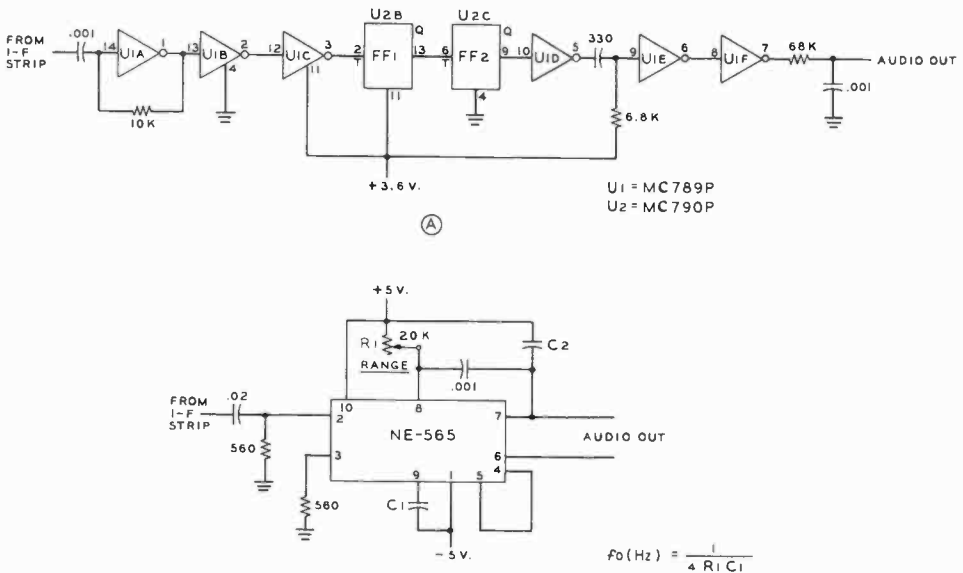 U2B
U2C
.001
FROM
I-F
STRIP
14
U1A
1
13
U1B
2
4
12
U1C
3
11
2
T
FF1
Q
13
11
6
T
FF2
Q
9
4
10
U1D
5
330
9
U1E
6
8
U1F
7
68K
AUDIO OUT
.001
10K
6.8K
+3.6V.
U1 = MC789P
U2 = MC790P
A
+5V.
R1
20K
RANGE
C2
.001
FROM
I-F
STRIP
.02
560
10
8
2
7
NE-565
AUDIO OUT
3
6
4
9
1
5
560
C1
-5V.
fo(Hz) = 1
4 R1 C1